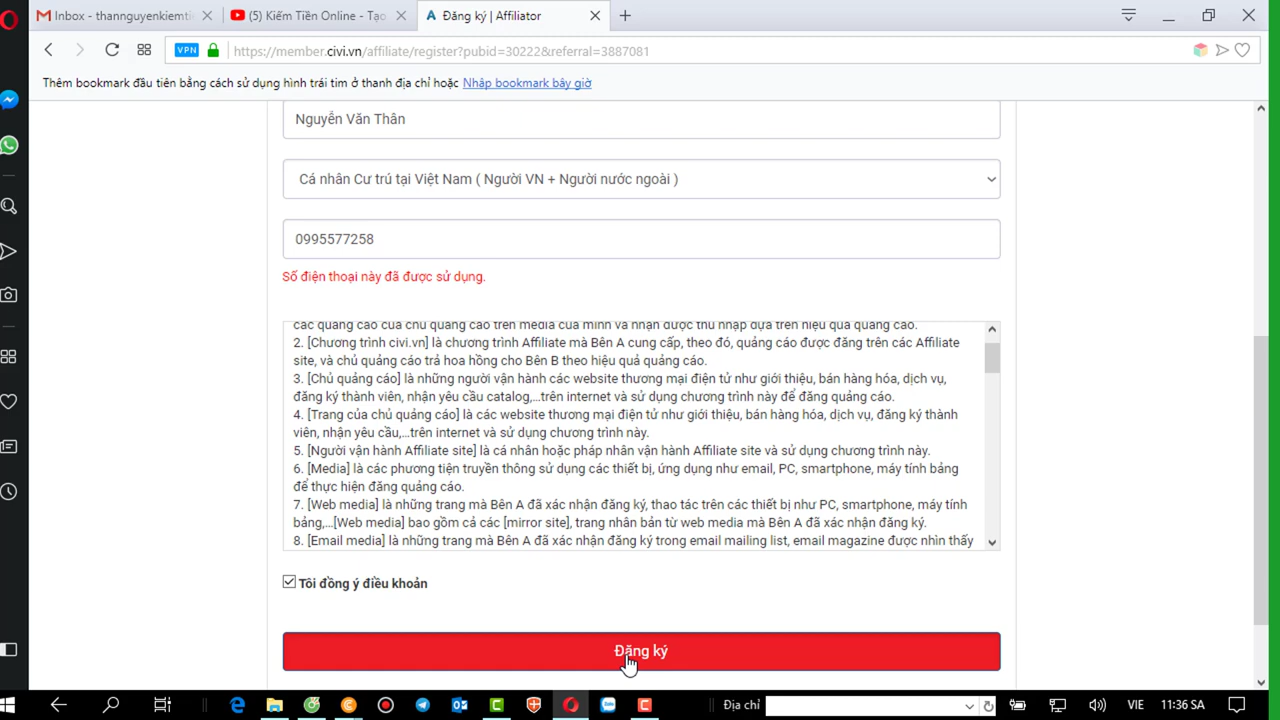 Inbox - thannguyenkiemti
(5) Kiếm Tiền Online - Tạo
Đăng ký | Affiliator
VPN
https://member.civi.vn/affiliate/register?pubid=30222&referral=3887081
Thêm bookmark đầu tiên bằng cách sử dụng hình trái tim ở thanh địa chỉ hoặc Nhập bookmark bây giờ
Nguyễn Văn Thân
Cá nhân Cư trú tại Việt Nam ( Người VN + Người nước ngoài )
0995577258
Số điện thoại này đã được sử dụng.
các quảng cáo của chủ quảng cáo trên media của mình và nhận được thu nhập dựa trên hiệu quả quảng cáo.
2. [Chương trình civi.vn] là chương trình Affiliate mà Bên A cung cấp, theo đó, quảng cáo được đăng trên các Affiliate
site, và chủ quảng cáo trả hoa hồng cho Bên B theo hiệu quả quảng cáo.
3. [Chủ quảng cáo] là những người vận hành các website thương mại điện tử như giới thiệu, bán hàng hóa, dịch vụ,
đăng ký thành viên, nhận yêu cầu catalog,...trên internet và sử dụng chương trình này để đăng quảng cáo.
4. [Trang của chủ quảng cáo] là các website thương mại điện tử như giới thiệu, bán hàng hóa, dịch vụ, đăng ký thành
viên, nhận yêu cầu,...trên internet và sử dụng chương trình này.
5. [Người vận hành Affiliate site] là cá nhân hoặc pháp nhân vận hành Affiliate site và sử dụng chương trình này.
6. [Media] là các phương tiện truyền thông sử dụng các thiết bị, ứng dụng như email, PC, smartphone, máy tính bảng
để thực hiện đăng quảng cáo.
7. [Web media] là những trang mà Bên A đã xác nhận đăng ký, thao tác trên các thiết bị như PC, smartphone, máy tính
bảng,...[Web media] bao gồm cả các [mirror site], trang nhân bản từ web media mà Bên A đã xác nhận đăng ký.
8. [Email media] là những trang mà Bên A đã xác nhận đăng ký trong email mailing list, email magazine được nhìn thấy
Tôi đồng ý điều khoản
Đăng ký
Địa chỉ
VIE
11:36 SA